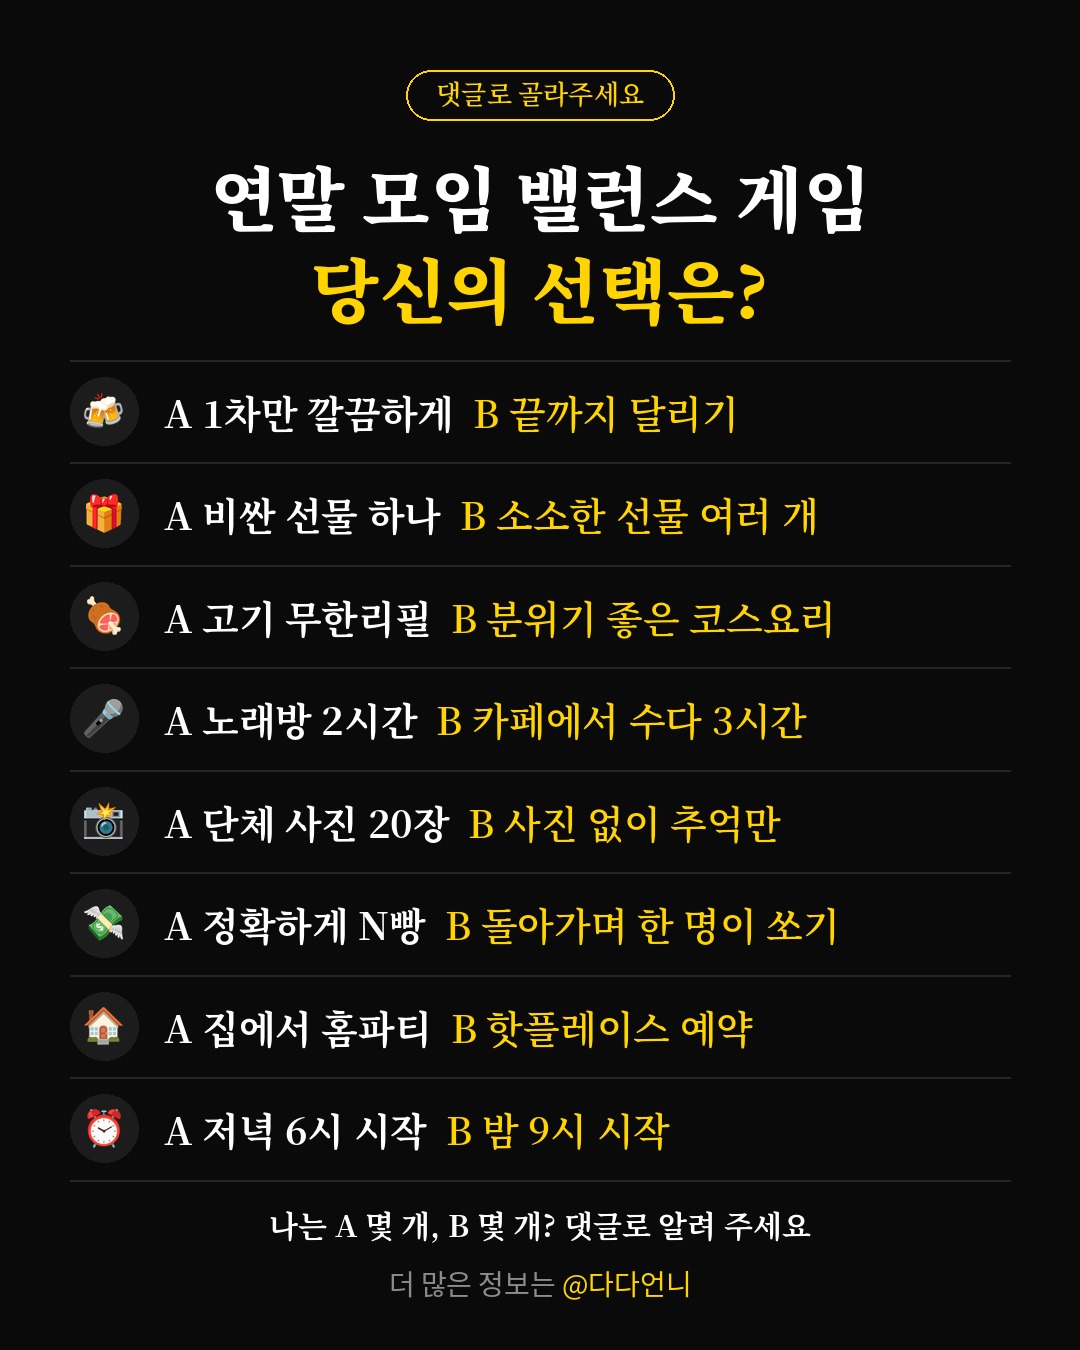 댓글로 골라주세요
연말 모임 밸런스 게임
당신의 선택은?
A 1차만 깔끔하게 B 끝까지 달리기
A 비싼 선물 하나 B 소소한 선물 여러 개
A 고기 무한리필 B 분위기 좋은 코스요리
A 노래방 2시간 B 카페에서 수다 3시간
A 단체 사진 20장 B 사진 없이 추억만
A 정확하게 N빵 B 돌아가며 한 명이 쏘기
A 집에서 홈파티 B 핫플레이스 예약
A 저녁 6시 시작 B 밤 9시 시작
나는 A 몇 개, B 몇 개? 댓글로 알려 주세요
더 많은 정보는 @다다언니